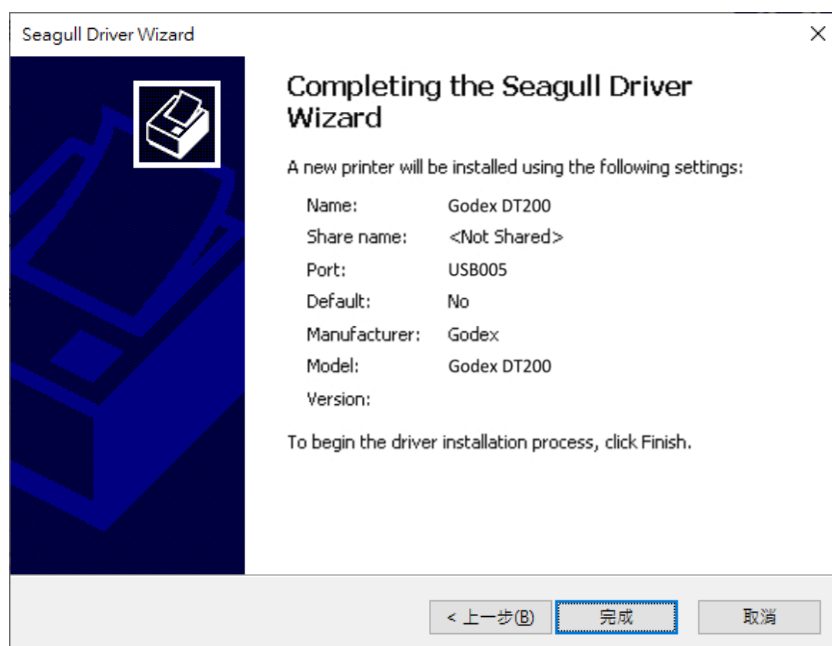 Seagull Driver Wizard
Completing the Seagull Driver
Wizard
A new printer will be installed using the following settings:
Name: Godex DT200
Share name: <Not Shared>
Port: USB005
Default: No
Manufacturer: Godex
Model: Godex DT200
Version:
To begin the driver installation process, click Finish.
< 上一步(B) 完成 取消